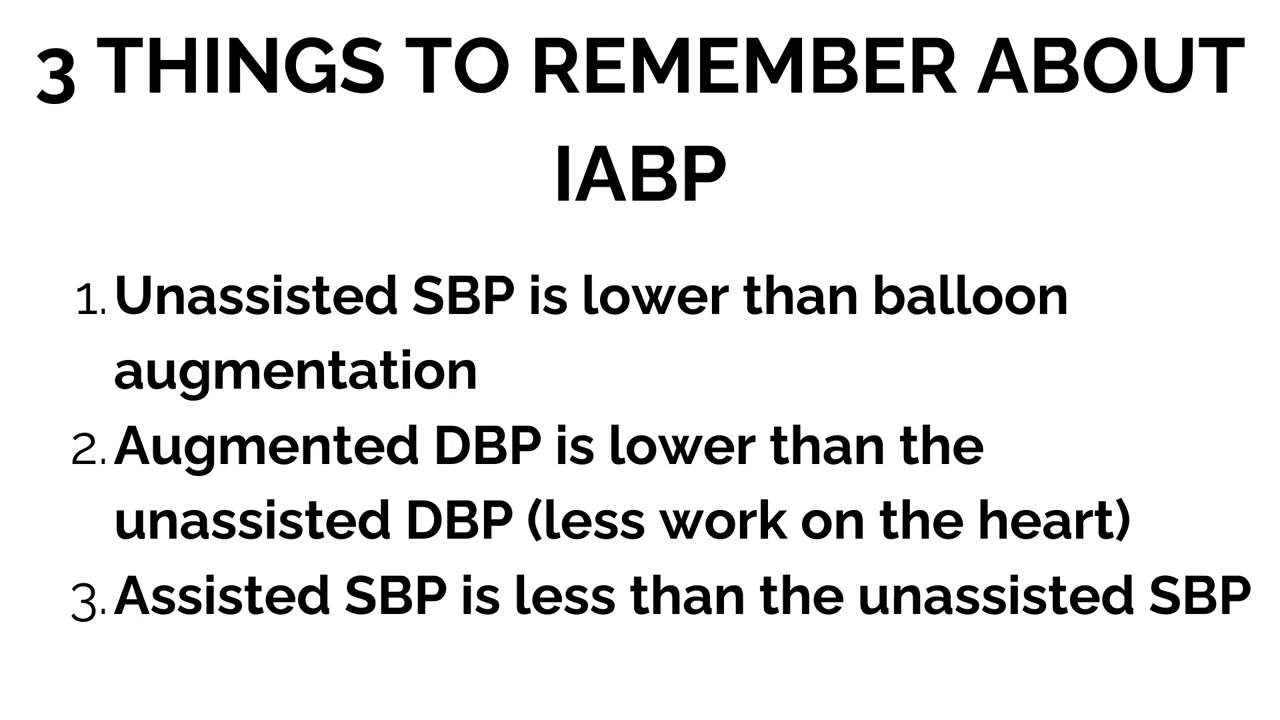 3 THINGS TO REMEMBER ABOUT
IABP
1. Unassisted SBP is lower than balloon
augmentation
2. Augmented DBP is lower than the
unassisted DBP (less work on the heart)
3. Assisted SBP is less than the unassisted SBP